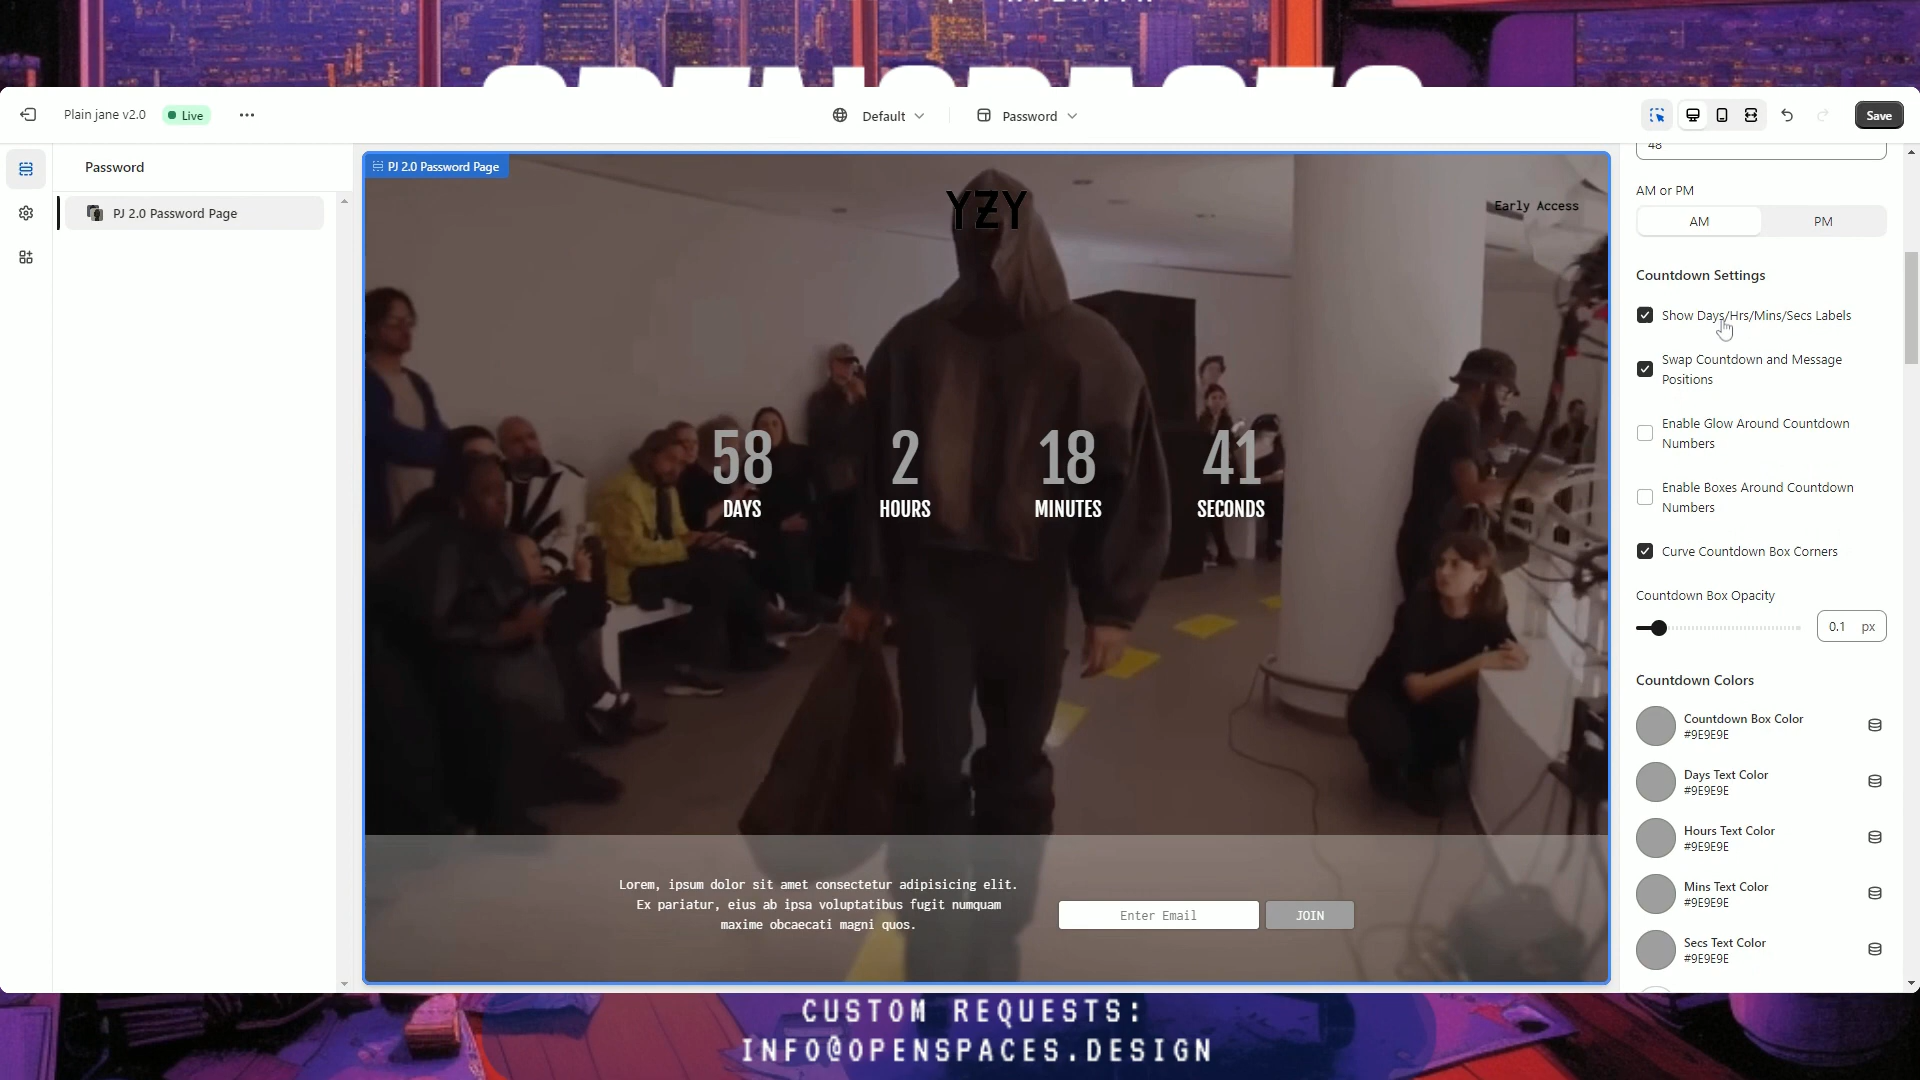 Plain jane v2.0
Live
Default
Password
Save
Password
PJ 2.0 Password Page
PJ 2.0 Password Page
YZY
Early Access
58
2
18
41
DAYS
HOURS
MINUTES
SECONDS
Lorem, ipsum dolor sit amet consectetur adipisicing elit.
Ex pariatur, eius ab ipsa voluptatibus fugit numquam
maxime obcaecati magni quos.
Enter Email
JOIN
48
AM or PM
AM
PM
Countdown Settings
Show Days/Hrs/Mins/Secs Labels
Swap Countdown and Message
Positions
Enable Glow Around Countdown
Numbers
Enable Boxes Around Countdown
Numbers
Curve Countdown Box Corners
Countdown Box Opacity
0.1 px
Countdown Colors
Countdown Box Color
#9E9E9E
Days Text Color
#9E9E9E
Hours Text Color
#9E9E9E
Mins Text Color
#9E9E9E
Secs Text Color
#9E9E9E
CUSTOM REQUESTS:
INFO@OPENSPACES.DESIGN